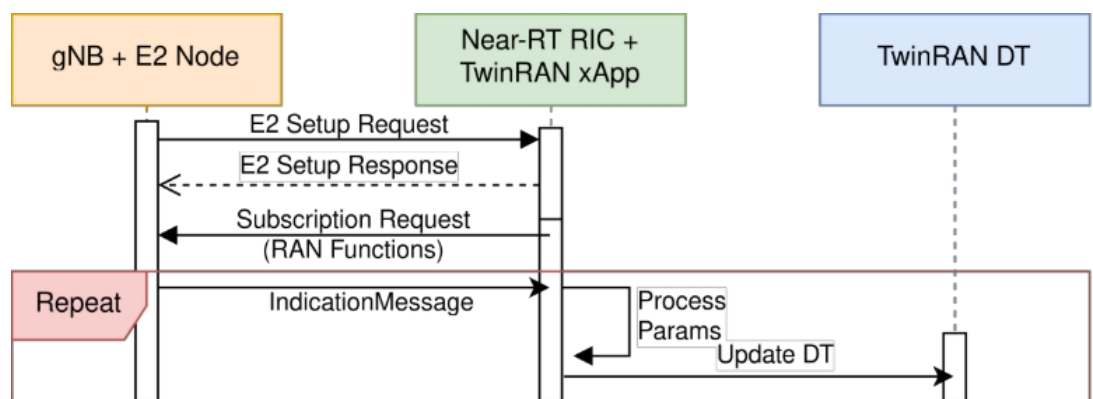 gNB + E2 Node
Near-RT RIC +
TwinRAN xApp
TwinRAN DT
E2 Setup Request
E2 Setup Response
Subscription Request
(RAN Functions)
Repeat
IndicationMessage
Process
Params
Update DT